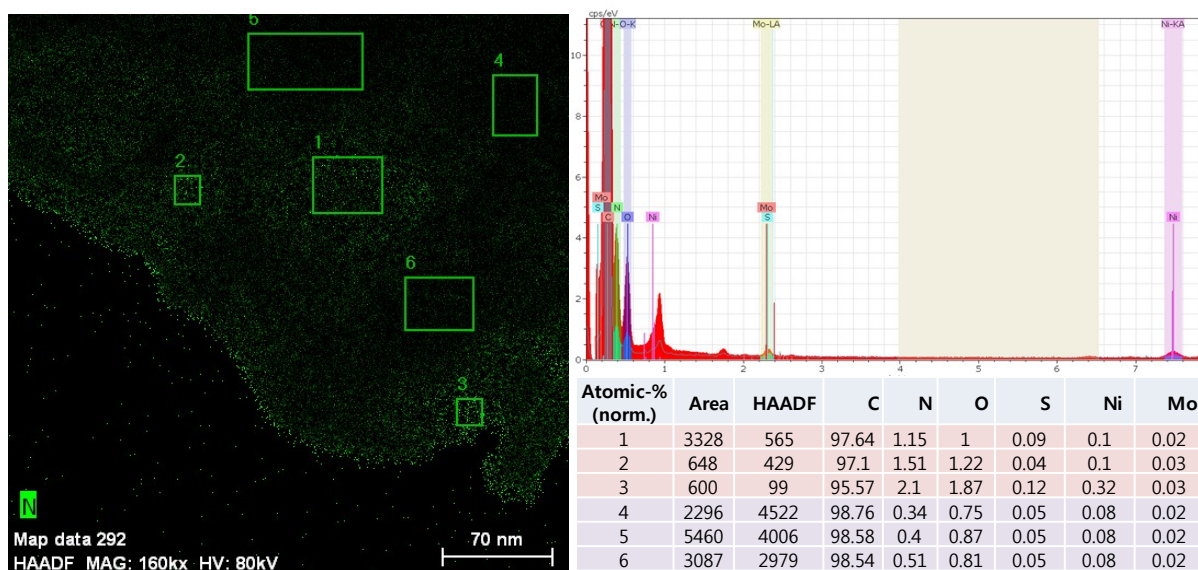 5
4
1
2
6
3
N
Map data 292
HAADF MAG: 160kx HV: 80kV
70 nm
cps/eV
N- O-K Mo-LA Ni-KA
10
8
6
4
2
0
Mo
S N
C O Ni
Mo
S
Ni
0 1 2 3 4 5 6 7
Atomic-% (norm.) Area HAADF C N O S Ni Mo
1 3328 565 97.64 1.15 1 0.09 0.1 0.02
2 648 429 97.1 1.51 1.22 0.04 0.1 0.03
3 600 99 95.57 2.1 1.87 0.12 0.32 0.03
4 2296 4522 98.76 0.34 0.75 0.05 0.08 0.02
5 5460 4006 98.58 0.4 0.87 0.05 0.08 0.02
6 3087 2979 98.54 0.51 0.81 0.05 0.08 0.02